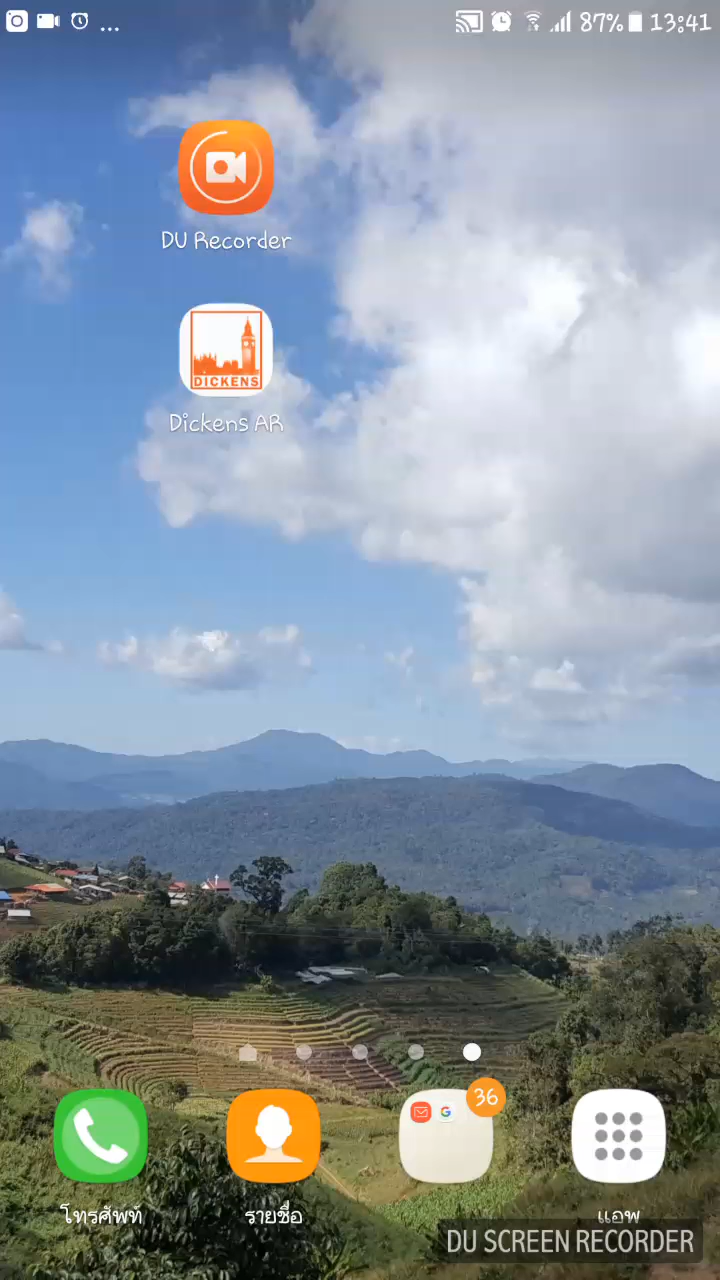 ... 87% 13:41
DU Recorder
DICKENS
Dickens AR
36
G
โทรศัพท์
รายชื่อ
แอพ
DU SCREEN RECORDER